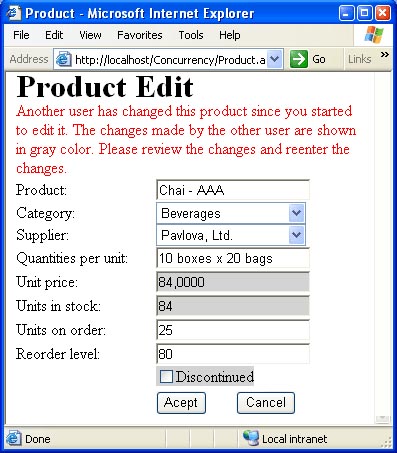 Product - Microsoft Internet Explorer
File Edit View Favorites Tools Help
Address http://localhost/Concurrency/Product.a Go Links »
Product Edit
Another user has changed this product since you started
to edit it. The changes made by the other user are shown
in gray color. Please review the changes and reenter the
changes.
Product: Chai - AAA
Category: Beverages
Supplier: Pavlova, Ltd.
Quantities per unit: 10 boxes x 20 bags
Unit price: 84,0000
Units in stock: 84
Units on order: 25
Reorder level: 80
Discontinued
Acept Cancel
Done Local intranet